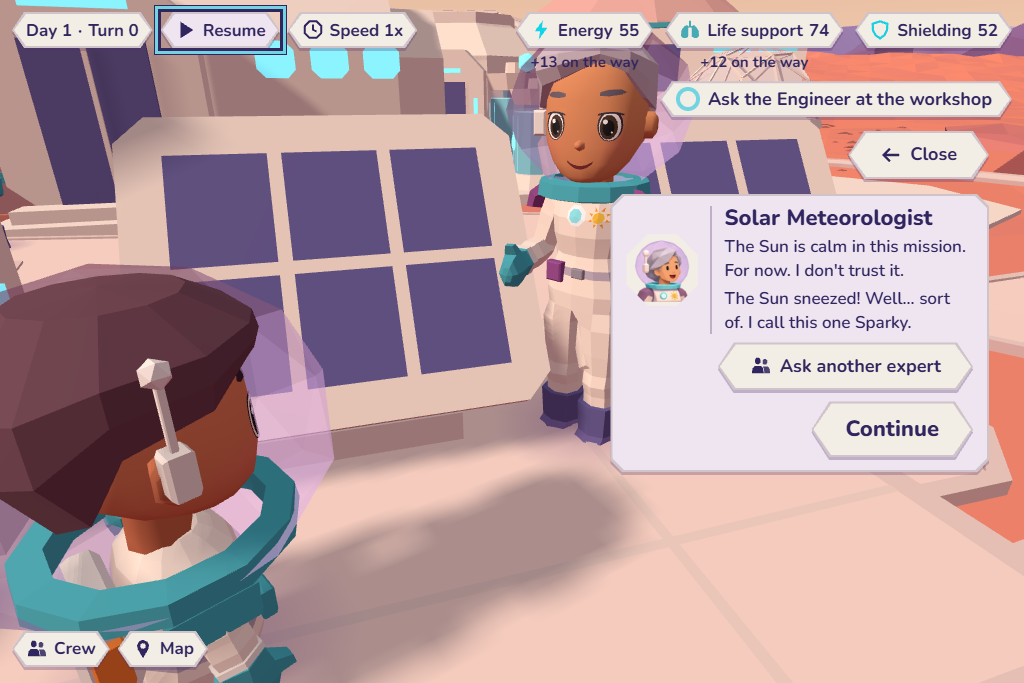 Day 1 · Turn 0
Resume
Speed 1x
Energy 55
Life support 74
Shielding 52
+13 on the way
+12 on the way
Ask the Engineer at the workshop
Close
Solar Meteorologist
The Sun is calm in this mission.
For now. I don't trust it.
The Sun sneezed! Well... sort
of. I call this one Sparky.
Ask another expert
Continue
Crew
Map